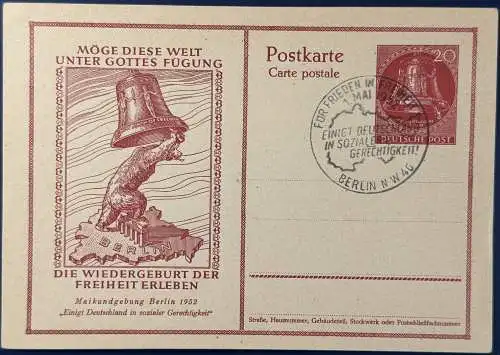 MÖGE DIESE WELT
UNTER GOTTES FÜGUNG
BERLIN
DIE WIEDERGEBURT DER
FREIHEIT ERLEBEN
Maikundgebung Berlin 1952
„Einigt Deutschland in sozialer Gerechtigkeit“
Postkarte
Carte postale
20
DEUTSCHE POST
FÜR FRIEDEN IN
1. MAI
EINIGT
IN SOZIALER
GERECHTIGKEIT!
BERLIN NW 40
Straße, Hausnummer, Gebäudeteil, Stockwerk oder Postschließfachnummer